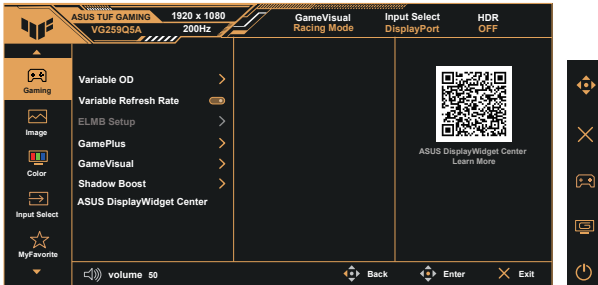 ASUS TUF GAMING 1920 x 1080
VG259Q5A 200Hz
GameVisual
Racing Mode
Input Select
DisplayPort
HDR
OFF
Gaming
Image
Color
Input Select
MyFavorite
Variable OD
Variable Refresh Rate
ELMB Setup
GamePlus
GameVisual
Shadow Boost
ASUS DisplayWidget Center
ASUS DisplayWidget Center
Learn More
volume 50
Back
Enter
Exit